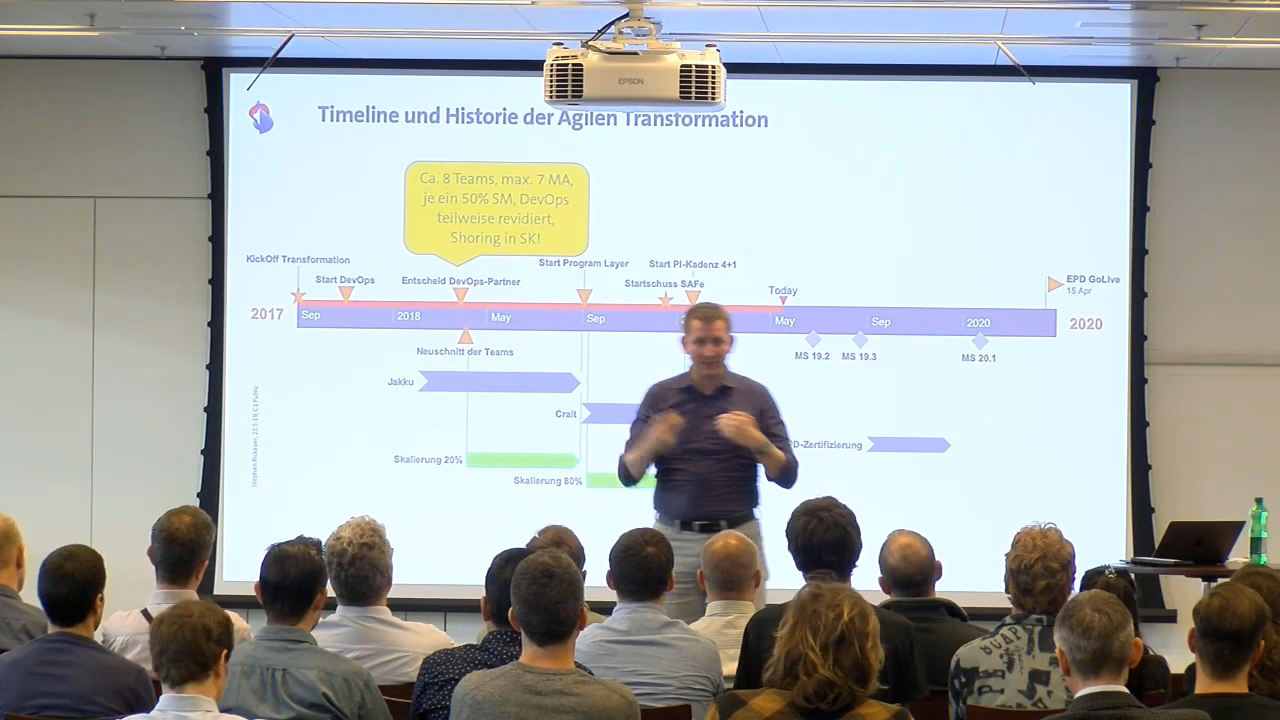 EPSON
Timeline und Historie der Agilen Transformation
Ca. 8 Teams, max. 7 MA,
je ein 50% SM, DevOps
teilweise revidiert,
Shoring in SK!
KickOff Transformation
Start DevOps
Entscheid DevOps-Partner
Start Program Layer
Start PI-Kadenz 4+1
Startschuss SAFe
Today
EPD GoLive
15 Apr
2017
Sep
2018
May
Sep
May
Sep
2020
2020
Neuschnitt der Teams
MS 19.2
MS 19.3
MS 20.1
Jakku
Crait
D-Zertifizierung
Skalierung 20%
Skalierung 80%